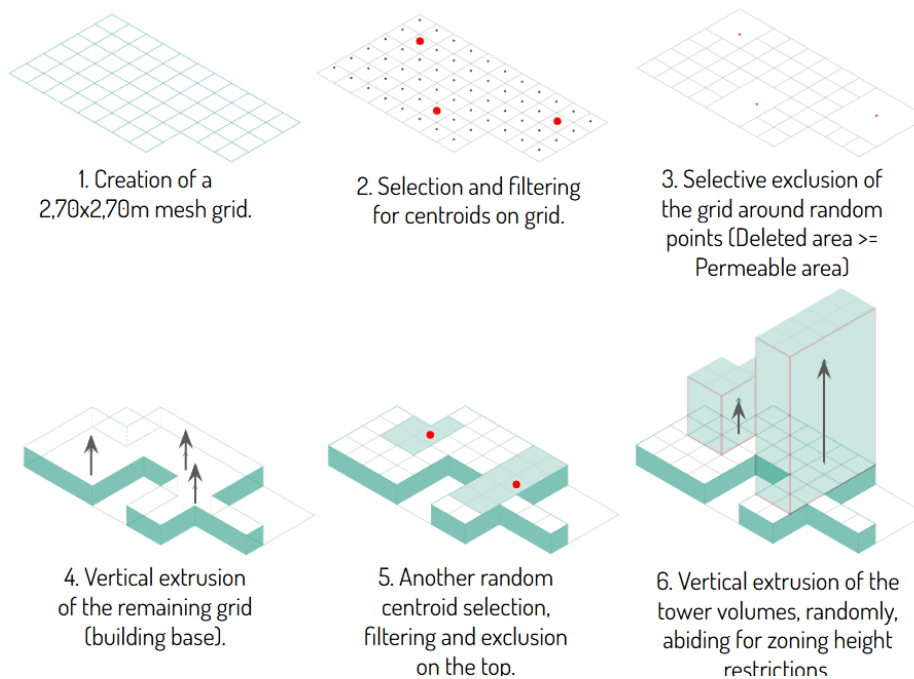 1. Creation of a
2,70x2,70m mesh grid.
2. Selection and filtering
for centroids on grid.
3. Selective exclusion of
the grid around random
points (Deleted area >=
Permeable area)
4. Vertical extrusion
of the remaining grid
(building base).
5. Another random
centroid selection,
filtering and exclusion
on the top.
6. Vertical extrusion of the
tower volumes, randomly,
abiding for zoning height
restrictions